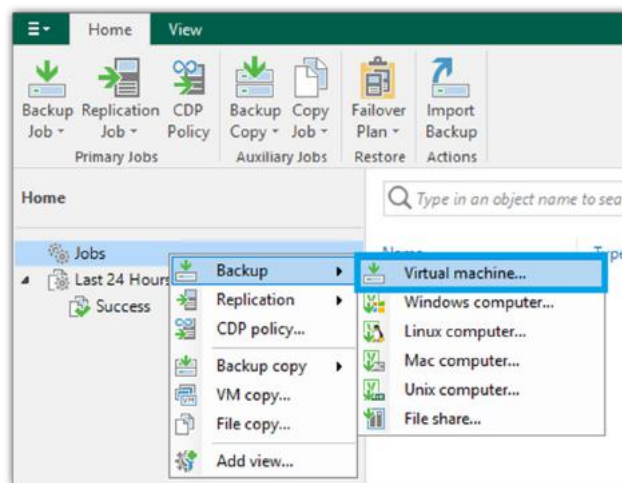 Home View
Backup Replication CDP Backup Copy Failover Import
Job Job Policy Copy Job Plan Backup
Primary Jobs Auxiliary Jobs Restore Actions
Home
Type in an object name to sea
Jobs
Last 24 Hours
Success
Backup
Replication
CDP policy...
Backup copy
VM copy...
File copy...
Add view...
Virtual machine...
Windows computer...
Linux computer...
Mac computer...
Unix computer...
File share...